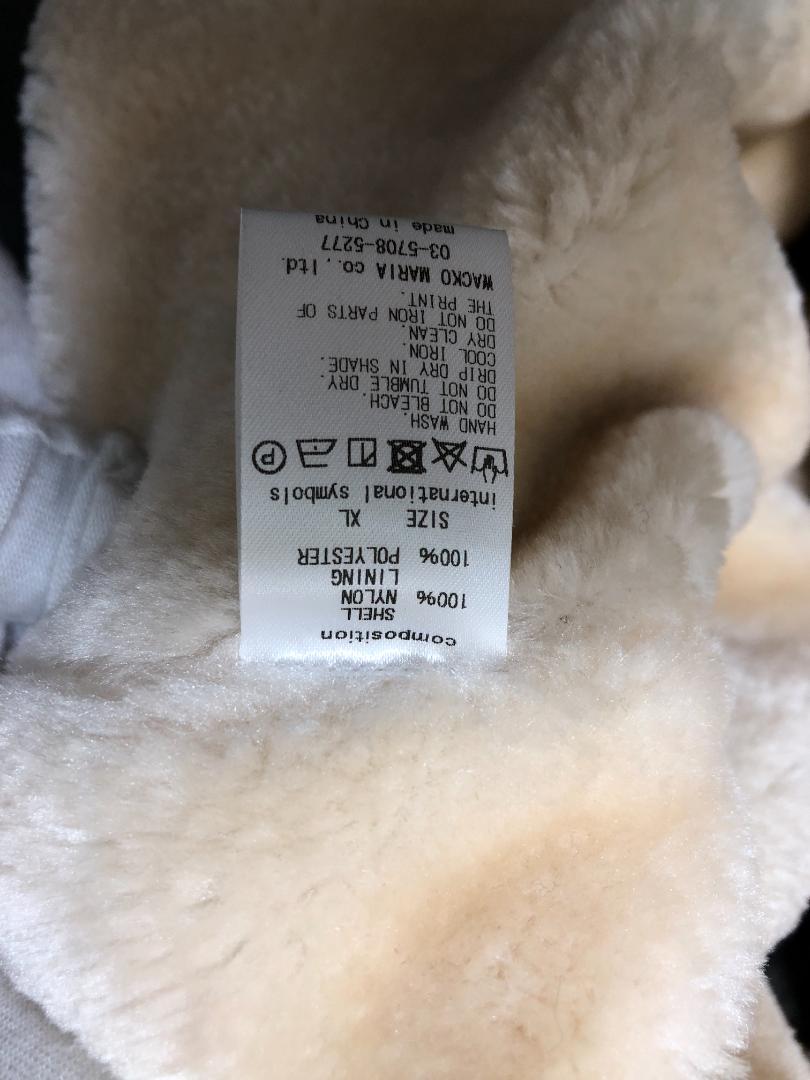 composition
SHELL
100% NYLON
LINING
100% POLYESTER
SIZE XL
international symbols
P
HAND WASH.
DO NOT BLEACH.
DO NOT TUMBLE DRY.
DRIP DRY IN SHADE.
COOL IRON.
DRY CLEAN.
DO NOT IRON PARTS OF
THE PRINT.
WACKO MARIA co., ltd.
03-5708-5277
made in China